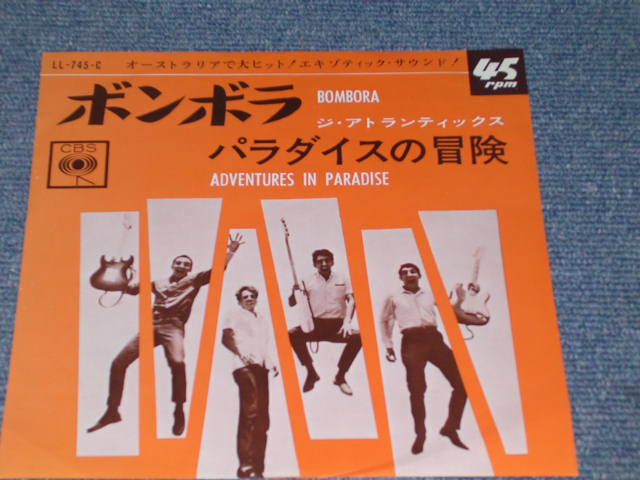 LL-745-C
オーストラリアで大ヒット!エキゾティック・サウンド!
45
rpm
ボンボラ
BOMBORA
ジ・アトランティックス
CBS
パラダイスの冒険
ADVENTURES IN PARADISE